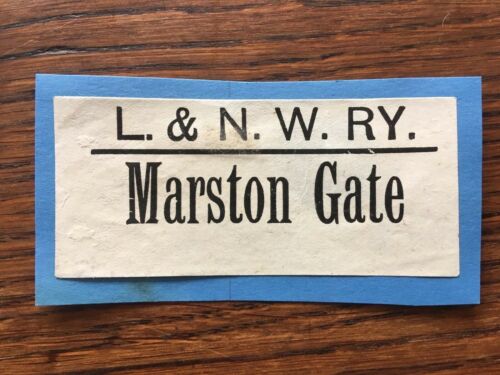 L. & N. W. RY.
Marston Gate